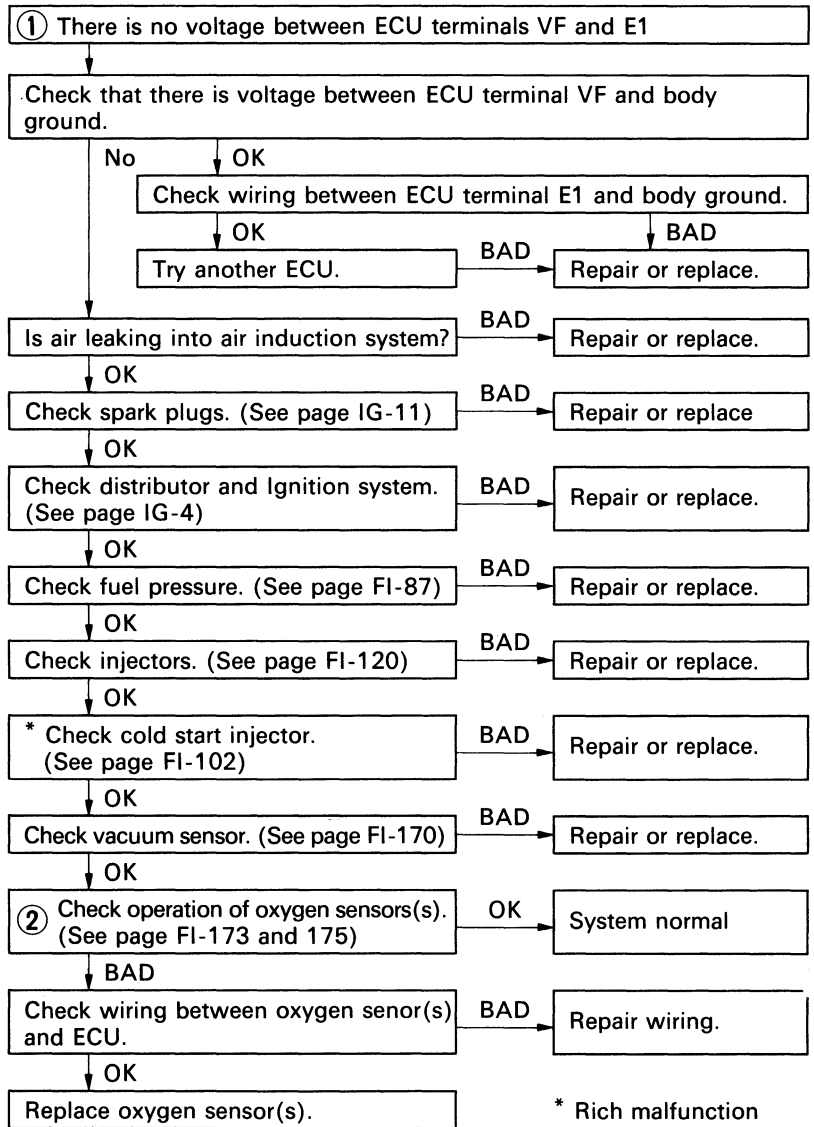 ① There is no voltage between ECU terminals VF and E1
Check that there is voltage between ECU terminal VF and body
ground.
No
OK
Check wiring between ECU terminal E1 and body ground.
OK
BAD
Try another ECU.
BAD
Repair or replace.
Is air leaking into air induction system?
BAD
Repair or replace.
OK
Check spark plugs. (See page IG-11)
BAD
Repair or replace
OK
Check distributor and Ignition system.
(See page IG-4)
BAD
Repair or replace.
OK
Check fuel pressure. (See page FI-87)
BAD
Repair or replace.
OK
Check injectors. (See page FI-120)
BAD
Repair or replace.
OK
* Check cold start injector.
(See page FI-102)
BAD
Repair or replace.
OK
Check vacuum sensor. (See page FI-170)
BAD
Repair or replace.
OK
② Check operation of oxygen sensors(s).
(See page FI-173 and 175)
OK
System normal
BAD
Check wiring between oxygen senor(s)
and ECU.
BAD
Repair wiring.
OK
Replace oxygen sensor(s).
* Rich malfunction